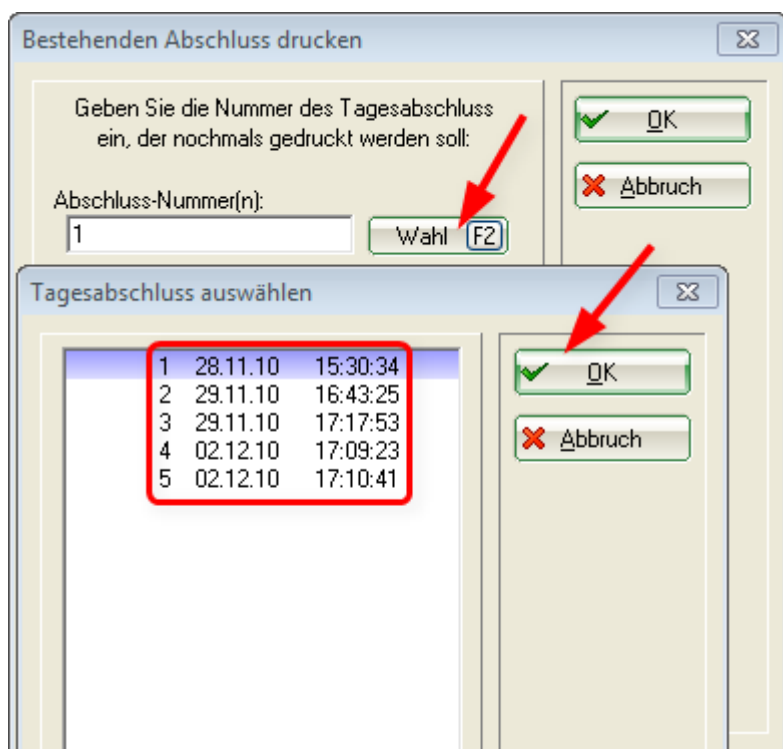 Bestehenden Abschluss drucken
Geben Sie die Nummer des Tagesabschluss
ein, der nochmals gedruckt werden soll:
OK
Abbruch
Abschluss-Nummer(n):
1
Wahl F2
Tagesabschluss auswählen
1 28.11.10 15:30:34
2 29.11.10 16:43:25
3 29.11.10 17:17:53
4 02.12.10 17:09:23
5 02.12.10 17:10:41
OK
Abbruch